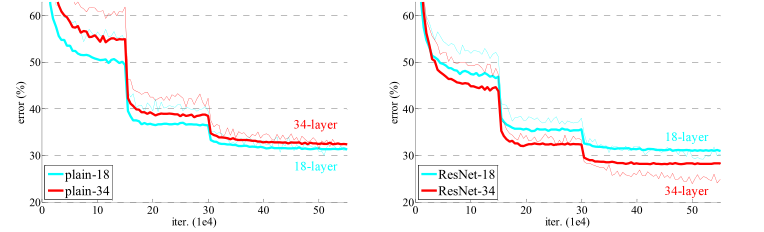 60
50
40
30
20
error (%)
34-layer
18-layer
plain-18
plain-34
0 10 20 30 40 50
iter. (1e4)
60
50
40
30
20
error (%)
18-layer
34-layer
ResNet-18
ResNet-34
0 10 20 30 40 50
iter. (1e4)